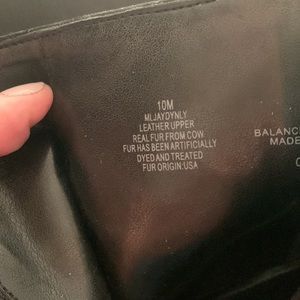 10M
MLJAYDYNLY
LEATHER UPPER
REAL FUR FROM COW
FUR HAS BEEN ARTIFICIALLY
DYED AND TREATED
FUR ORIGIN:USA
BALANC
MADE